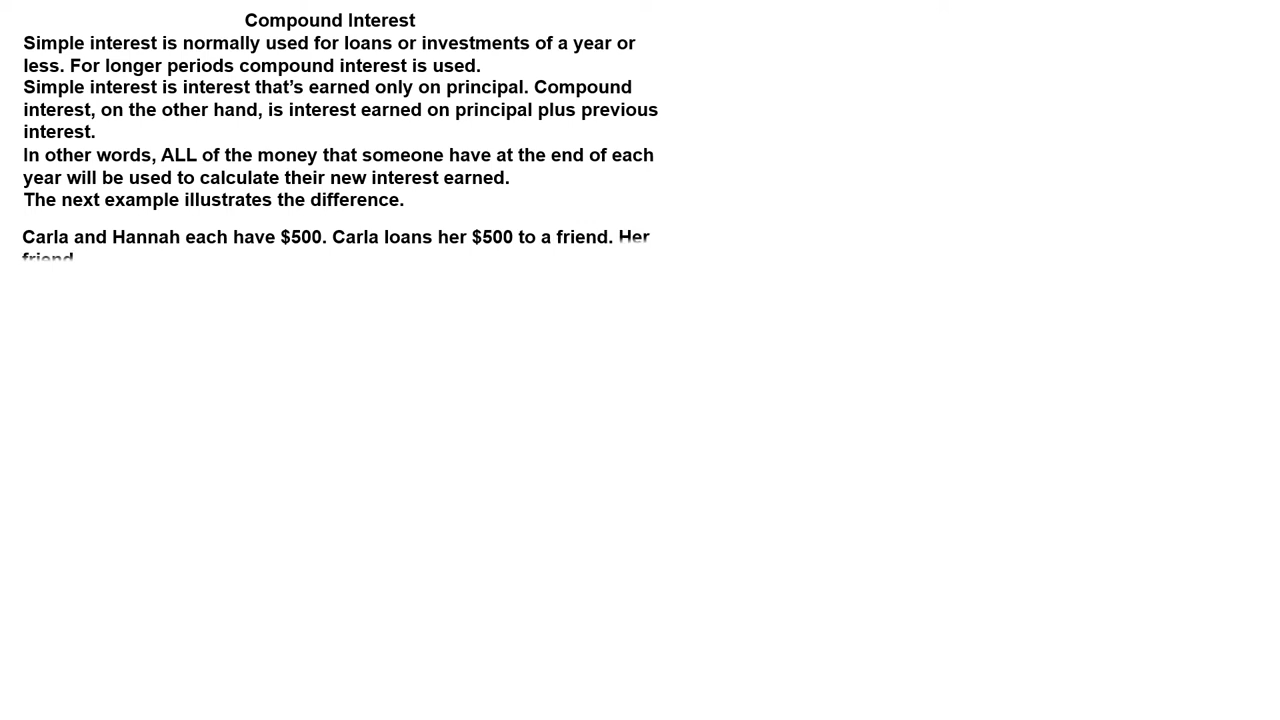 Compound Interest
Simple interest is normally used for loans or investments of a year or
less. For longer periods compound interest is used.
Simple interest is interest that’s earned only on principal. Compound
interest, on the other hand, is interest earned on principal plus previous
interest.
In other words, ALL of the money that someone have at the end of each
year will be used to calculate their new interest earned.
The next example illustrates the difference.
Carla and Hannah each have $500. Carla loans her $500 to a friend. Her
friend